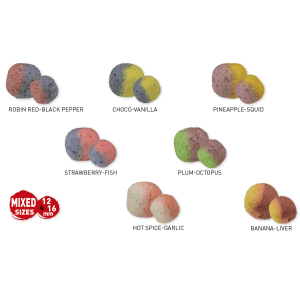 ROBIN RED-BLACK PEPPER
CHOCO-VANILLA
PINEAPPLE-SQUID
STRAWBERRY-FISH
PLUM-OCTOPUS
MIXED SIZES
12
16
mm
HOT SPICE-GARLIC
BANANA-LIVER